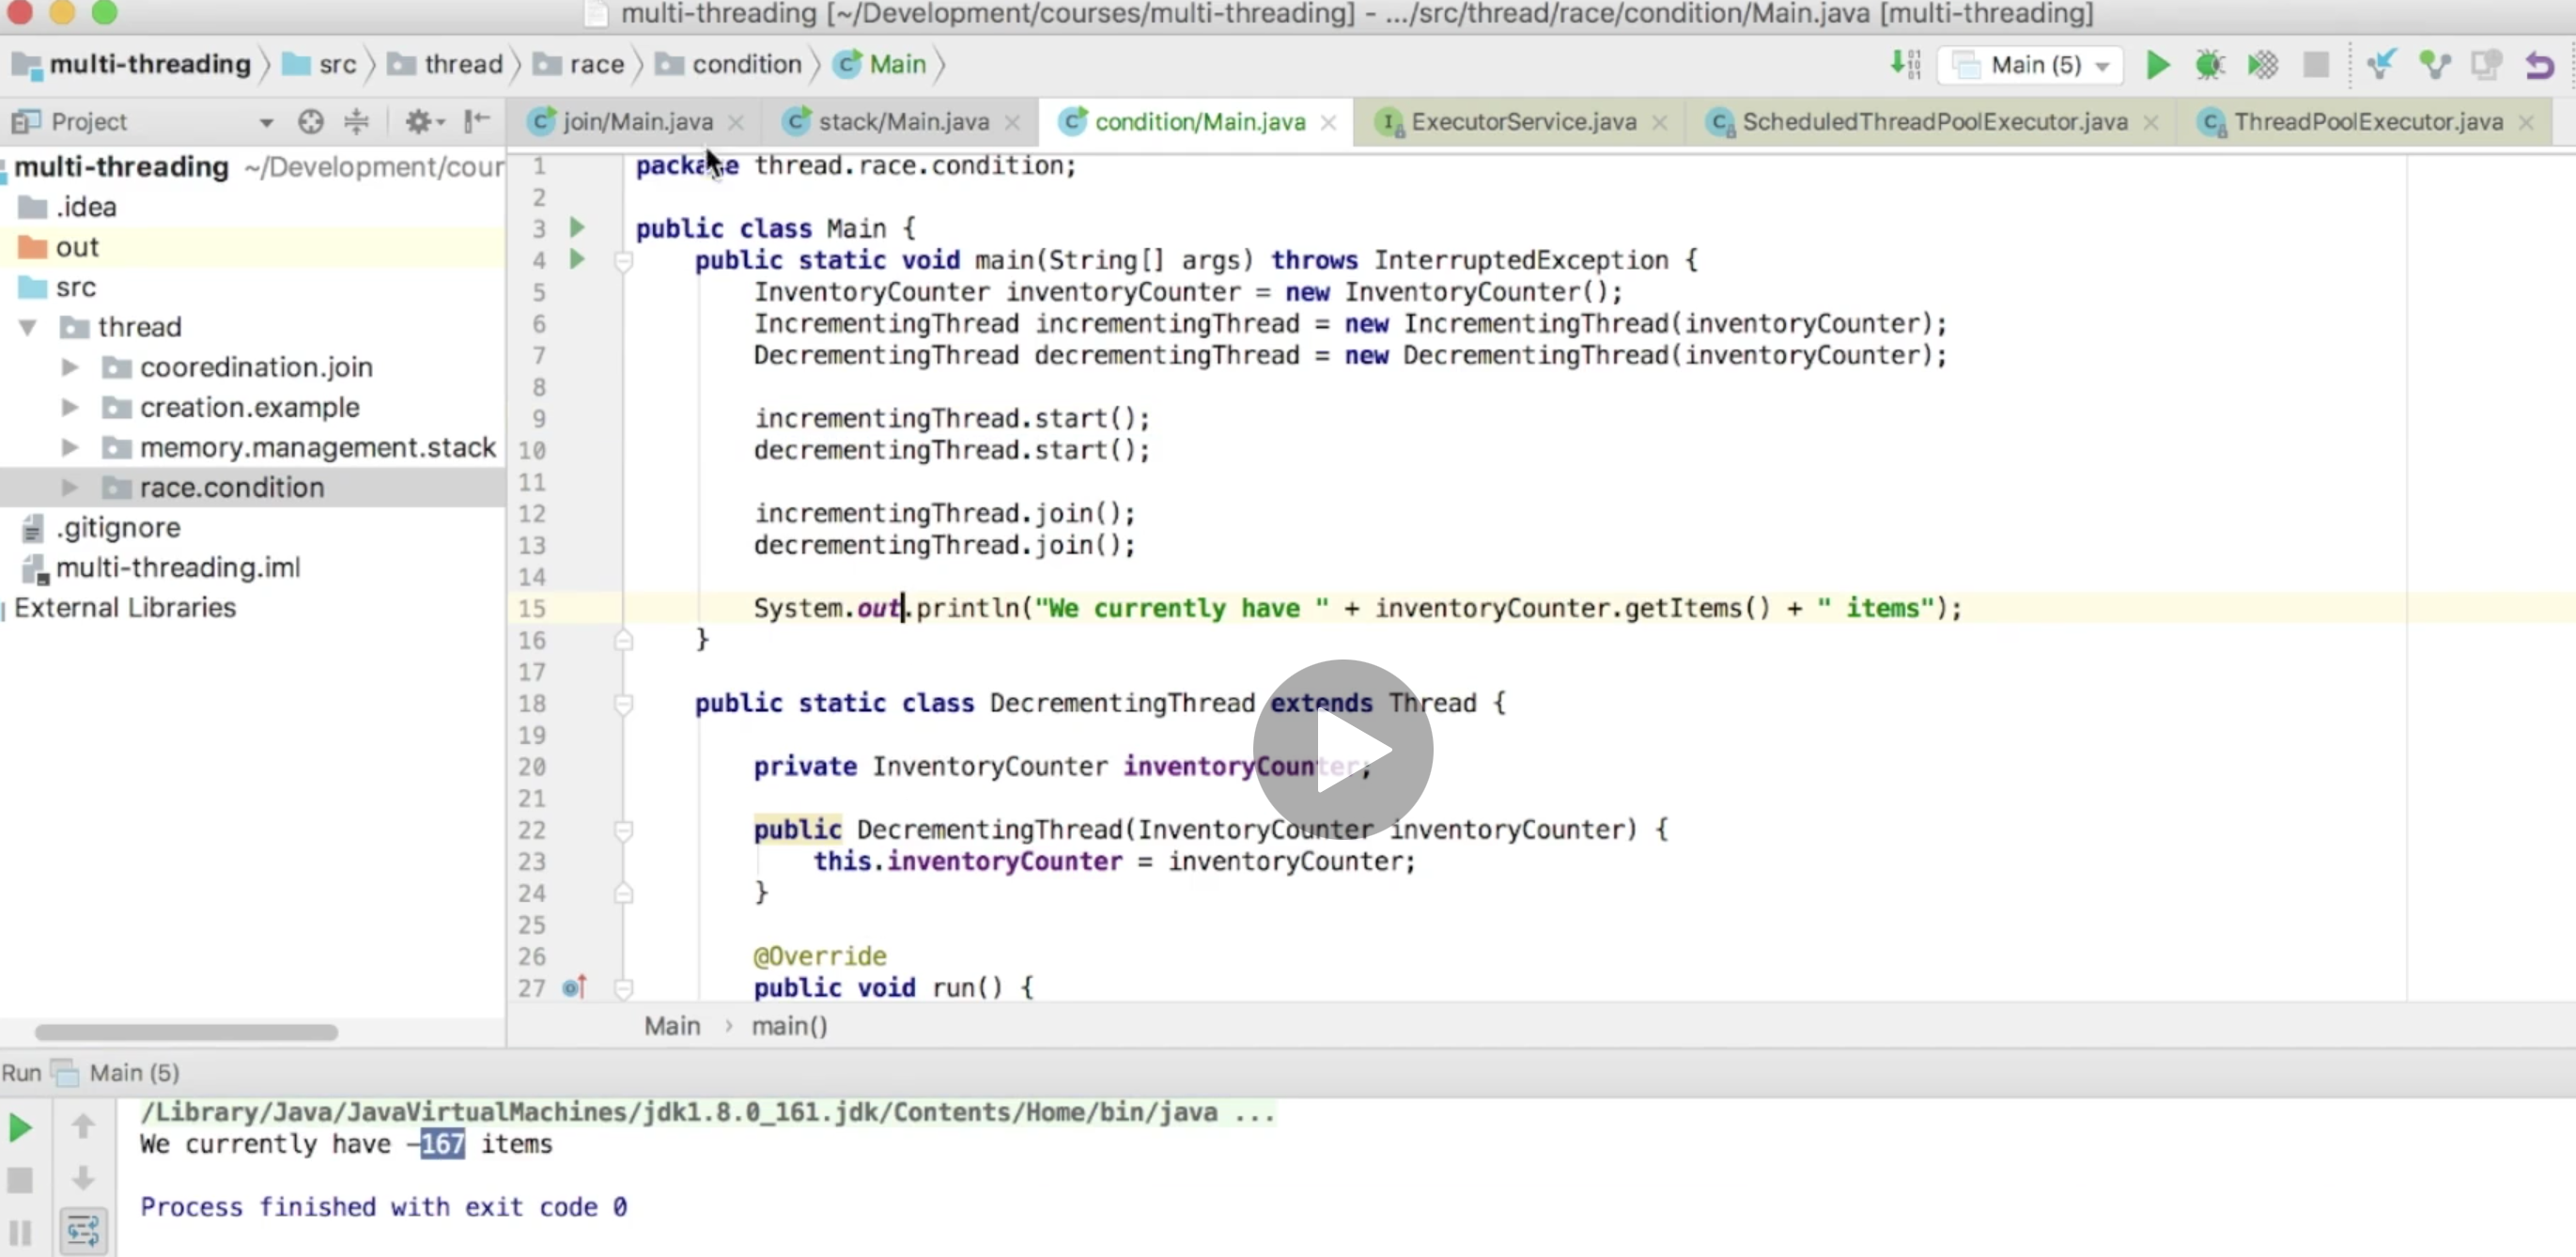 multi-threading [~/Development/courses/multi-threading] - .../src/thread/race/condition/Main.java [multi-threading]
multi-threading src thread race condition Main Main (5)
Project join/Main.java stack/Main.java condition/Main.java ExecutorService.java ScheduledThreadPoolExecutor.java ThreadPoolExecutor.java
multi-threading ~/Development/cour
.idea
out
src
thread
cooredination.join
creation.example
memory.management.stack
race.condition
.gitignore
multi-threading.iml
External Libraries
1 package thread.race.condition;
2
3 public class Main {
4 public static void main(String[] args) throws InterruptedException {
5 InventoryCounter inventoryCounter = new InventoryCounter();
6 IncrementingThread incrementingThread = new IncrementingThread(inventoryCounter);
7 DecrementingThread decrementingThread = new DecrementingThread(inventoryCounter);
8
9 incrementingThread.start();
10 decrementingThread.start();
11
12 incrementingThread.join();
13 decrementingThread.join();
14
15 System.out.println("We currently have " + inventoryCounter.getItems() + " items");
16 }
17
18 public static class DecrementingThread extends Thread {
19
20 private InventoryCounter inventoryCounter;
21
22 public DecrementingThread(InventoryCounter inventoryCounter) {
23 this.inventoryCounter = inventoryCounter;
24 }
25
26 @Override
27 public void run() {
Main › main()
Run Main (5)
/Library/Java/JavaVirtualMachines/jdk1.8.0_161.jdk/Contents/Home/bin/java ...
We currently have -167 items
Process finished with exit code 0